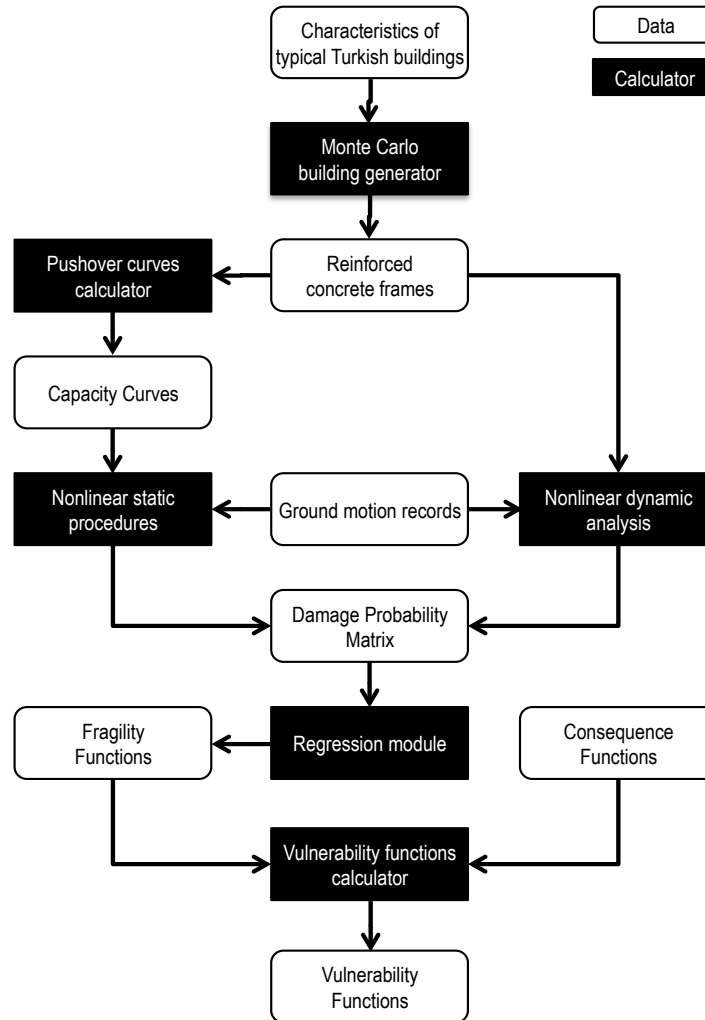 Characteristics of
typical Turkish buildings
Data
Calculator
Monte Carlo
building generator
Pushover curves
calculator
Reinforced
concrete frames
Capacity Curves
Nonlinear static
procedures
Ground motion records
Nonlinear dynamic
analysis
Damage Probability
Matrix
Fragility
Functions
Regression module
Consequence
Functions
Vulnerability functions
calculator
Vulnerability
Functions